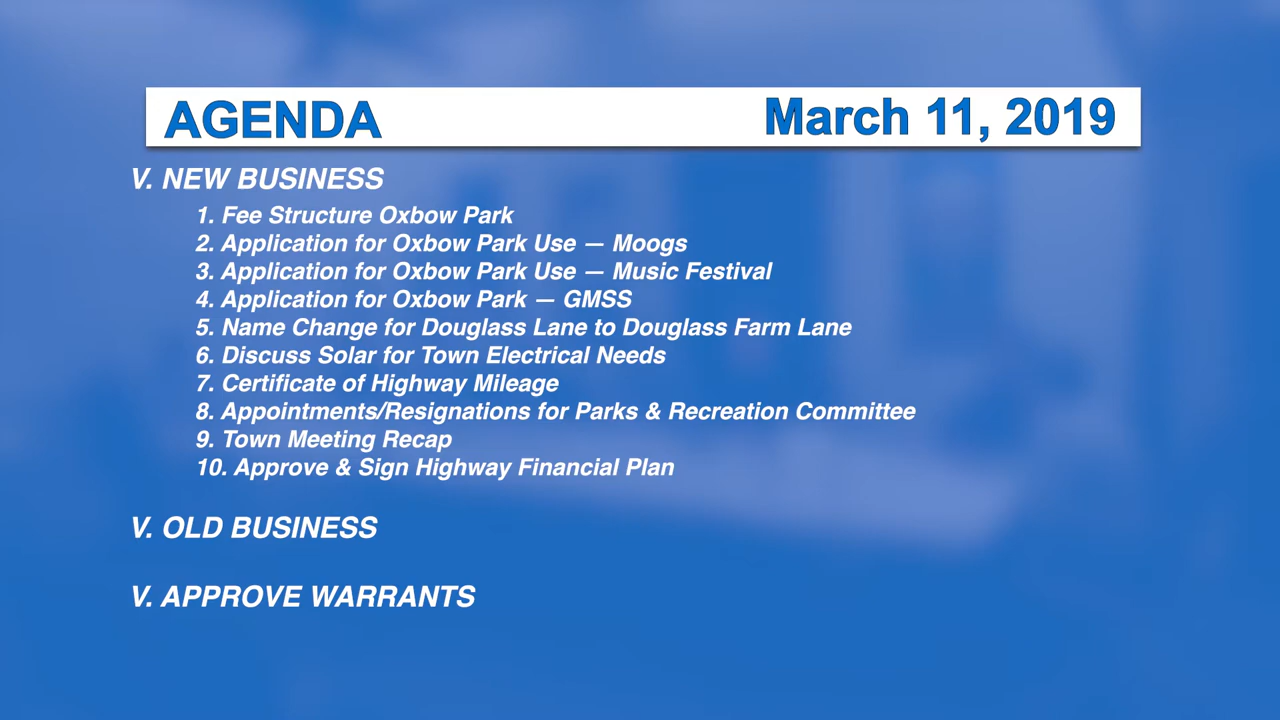 AGENDA March 11, 2019
V. NEW BUSINESS
1. Fee Structure Oxbow Park
2. Application for Oxbow Park Use — Moogs
3. Application for Oxbow Park Use — Music Festival
4. Application for Oxbow Park — GMSS
5. Name Change for Douglass Lane to Douglass Farm Lane
6. Discuss Solar for Town Electrical Needs
7. Certificate of Highway Mileage
8. Appointments/Resignations for Parks & Recreation Committee
9. Town Meeting Recap
10. Approve & Sign Highway Financial Plan
V. OLD BUSINESS
V. APPROVE WARRANTS